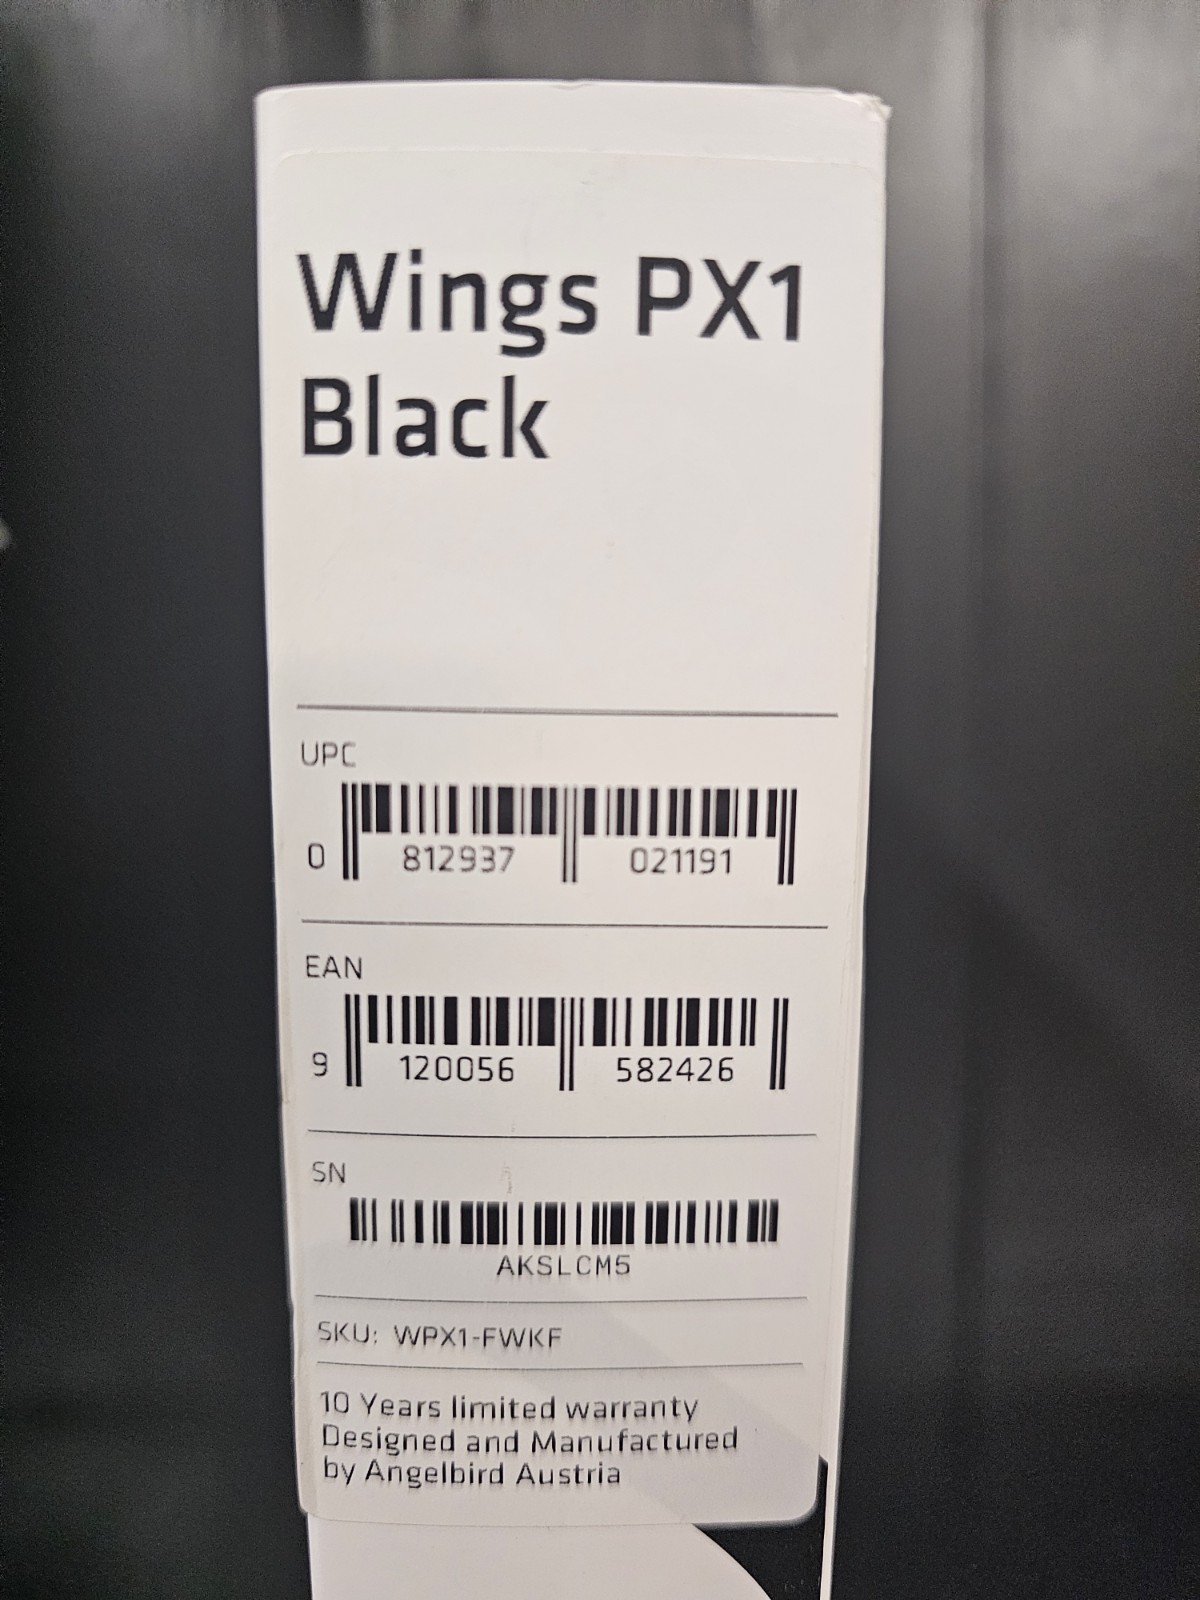 Wings PX1
Black
UPC
0 812937 021191
EAN
9 120056 582426
SN
AKSLCM5
SKU: WPX1-FWKF
10 Years limited warranty
Designed and Manufactured
by Angelbird Austria